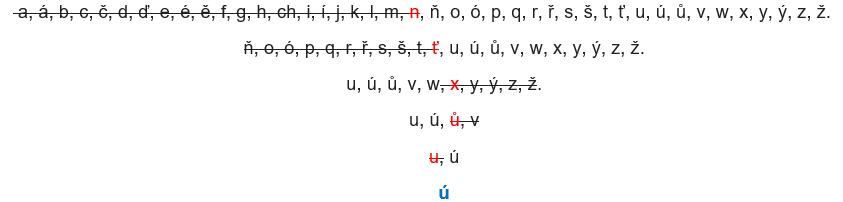 a, á, b, c, č, d, ď, e, é, ě, f, g, h, ch, i, í, j, k, l, m, n, ň, o, ó, p, q, r, ř, s, š, t, ť, u, ú, ů, v, w, x, y, ý, z, ž.
ň, o, ó, p, q, r, ř, s, š, t, ť, u, ú, ů, v, w, x, y, ý, z, ž.
u, ú, ů, v, w, x, y, ý, z, ž.
u, ú, ů, v
u, ú
ú